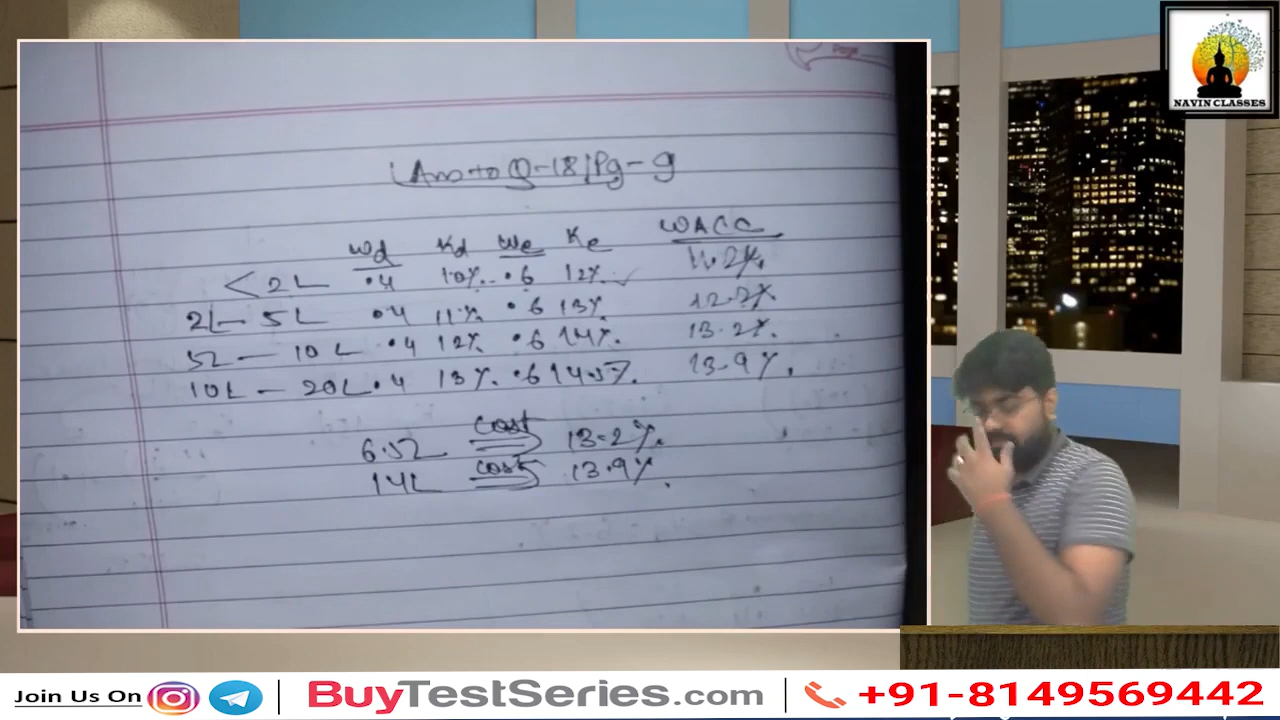 NAVIN CLASSES
Ans to Q-18 | Pg-9
Wd Kd We Ke WACC
< 2L .4 10% .6 12% 11.2%
2L - 5L .4 11% .6 13% 12.2%
5L - 10L .4 12% .6 14% 13.2%
10L - 20L .4 13% .6 14.5% 13.9%
6.5L cost 13.2%
14L cost 13.9%
Join Us On BuyTestSeries.com +91-8149569442